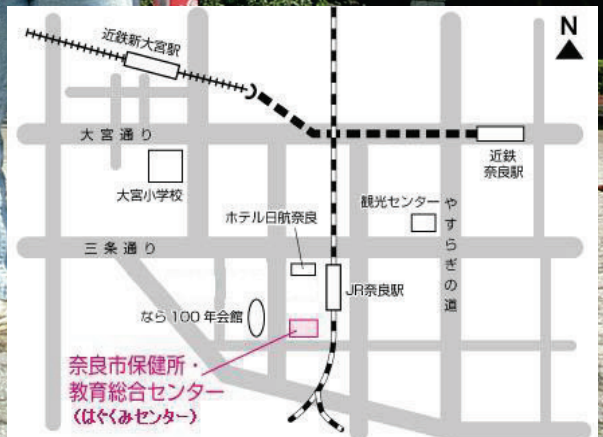 N
近鉄新大宮駅
大宮通り
近鉄
奈良駅
大宮小学校
観光センター
やすらぎの道
ホテル日航奈良
三条通り
JR奈良駅
なら100年会館
奈良市保健所・
教育総合センター
(はぐくみセンター)